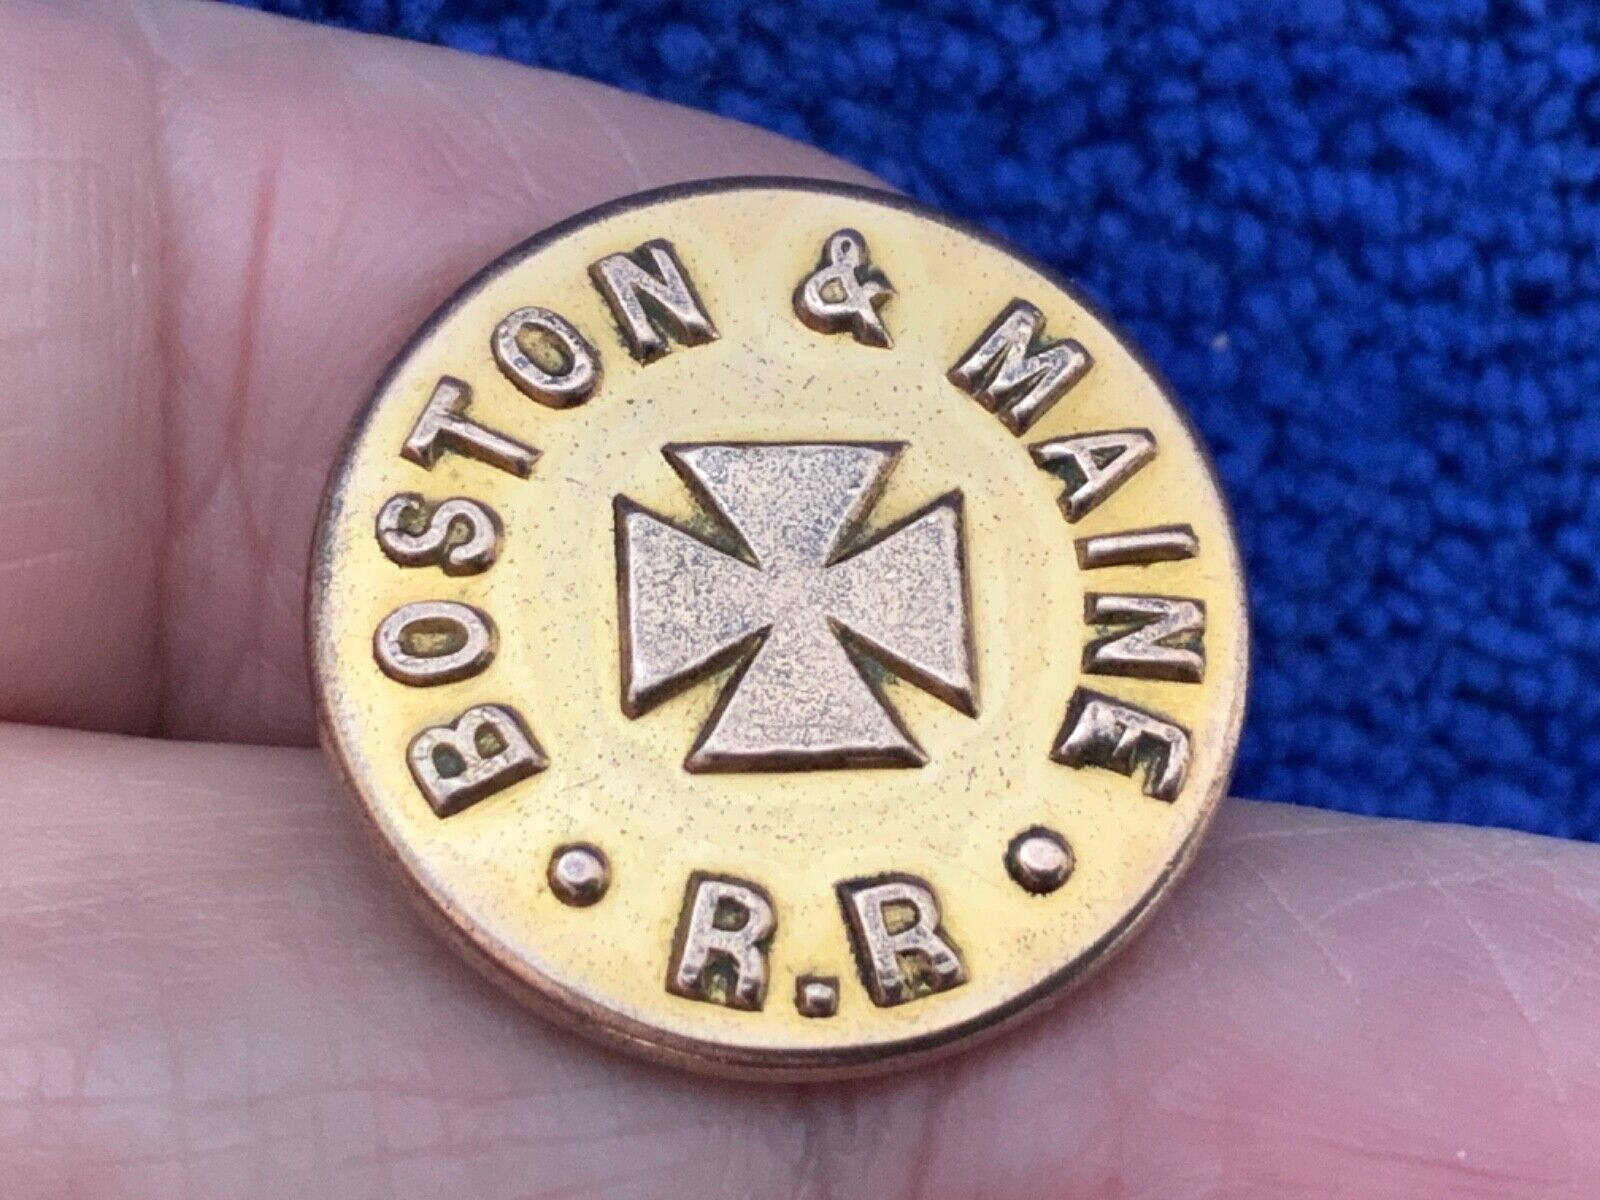 BOSTON & MAINE
• R.R •